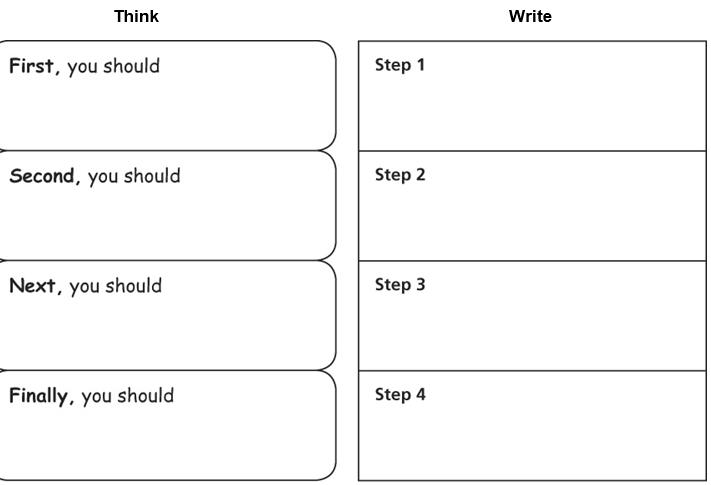 Think
Write
First, you should
Step 1
Second, you should
Step 2
Next, you should
Step 3
Finally, you should
Step 4